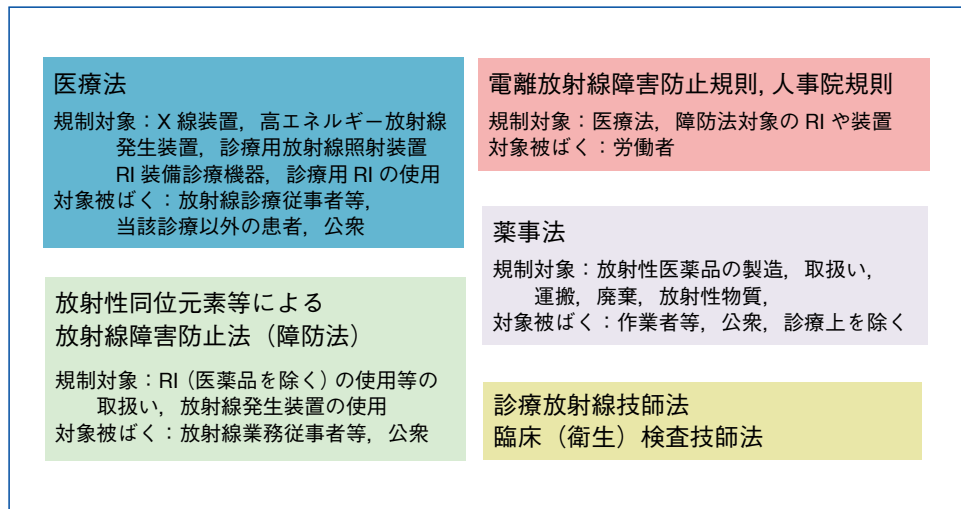 医療法
規制対象：X 線装置，高エネルギー放射線
発生装置，診療用放射線照射装置
RI 装備診療機器，診療用 RI の使用
対象被ばく：放射線診療従事者等，
当該診療以外の患者，公衆
放射性同位元素等による
放射線障害防止法（障防法）
規制対象：RI（医薬品を除く）の使用等の
取扱い，放射線発生装置の使用
対象被ばく：放射線業務従事者等，公衆
電離放射線障害防止規則, 人事院規則
規制対象：医療法，障防法対象の RI や装置
対象被ばく：労働者
薬事法
規制対象：放射性医薬品の製造，取扱い，
運搬，廃棄，放射性物質，
対象被ばく：作業者等，公衆，診療上を除く
診療放射線技師法
臨床（衛生）検査技師法